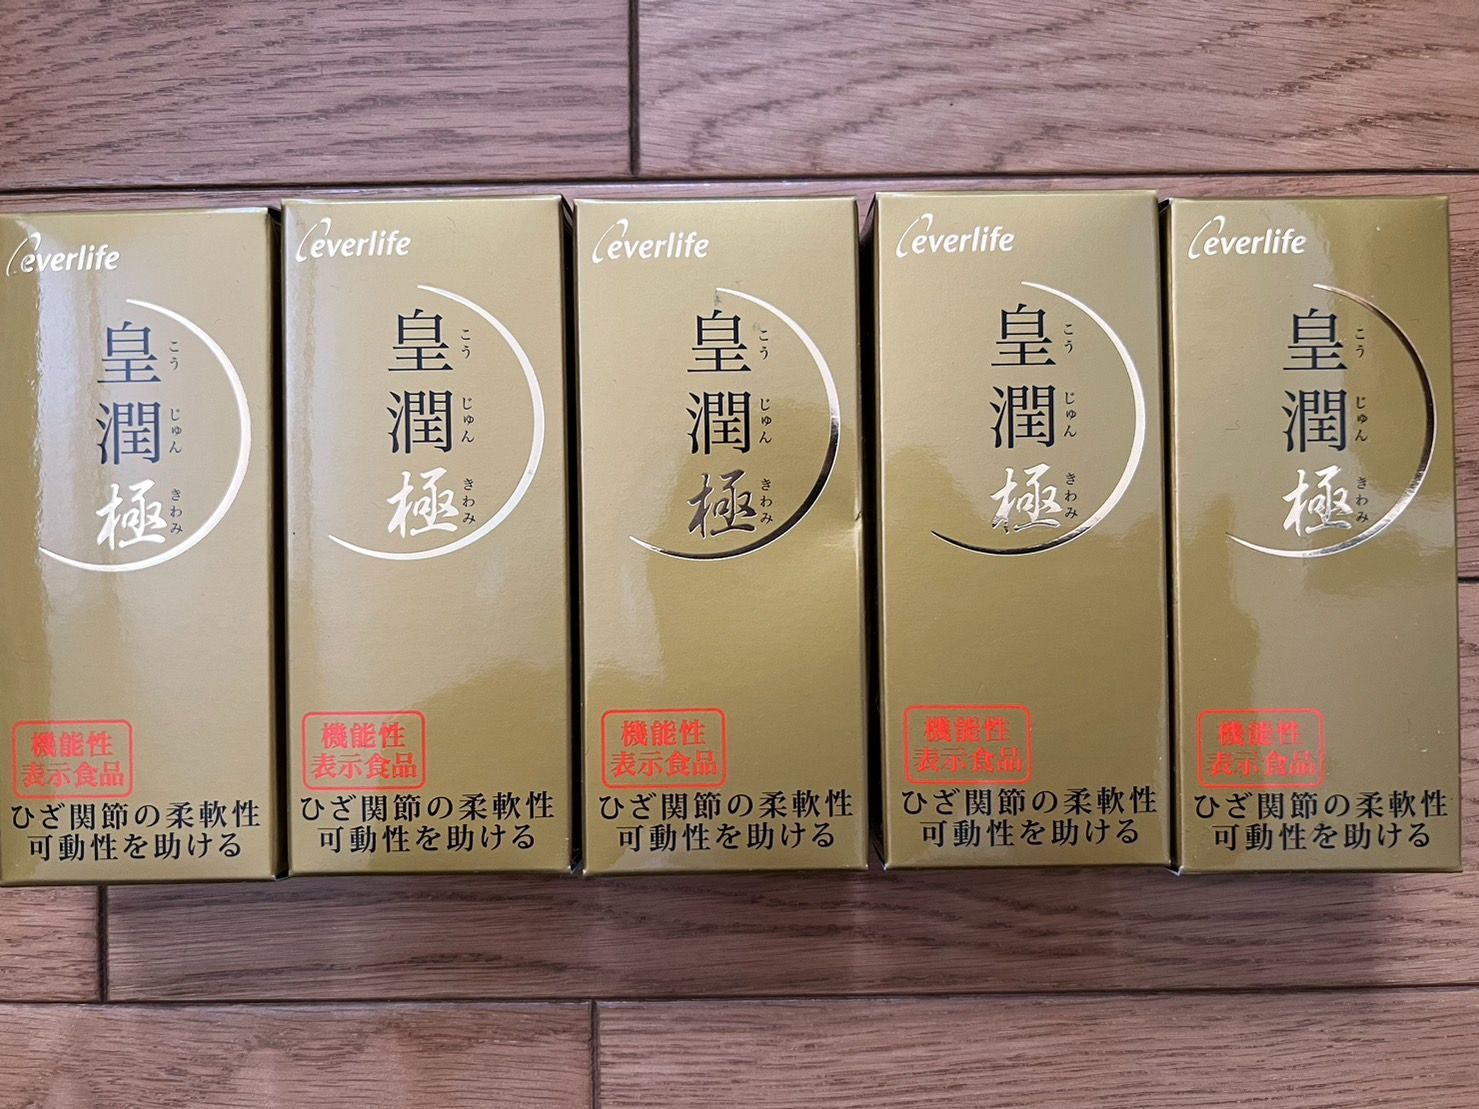 everlife
皇潤極
こうじゅんきわみ
機能性
表示食品
ひざ関節の柔軟性
可動性を助ける
everlife
皇潤極
こうじゅんきわみ
機能性
表示食品
ひざ関節の柔軟性
可動性を助ける
everlife
皇潤極
こうじゅんきわみ
機能性
表示食品
ひざ関節の柔軟性
可動性を助ける
everlife
皇潤極
こうじゅんきわみ
機能性
表示食品
ひざ関節の柔軟性
可動性を助ける
everlife
皇潤極
こうじゅんきわみ
機能性
表示食品
ひざ関節の柔軟性
可動性を助ける